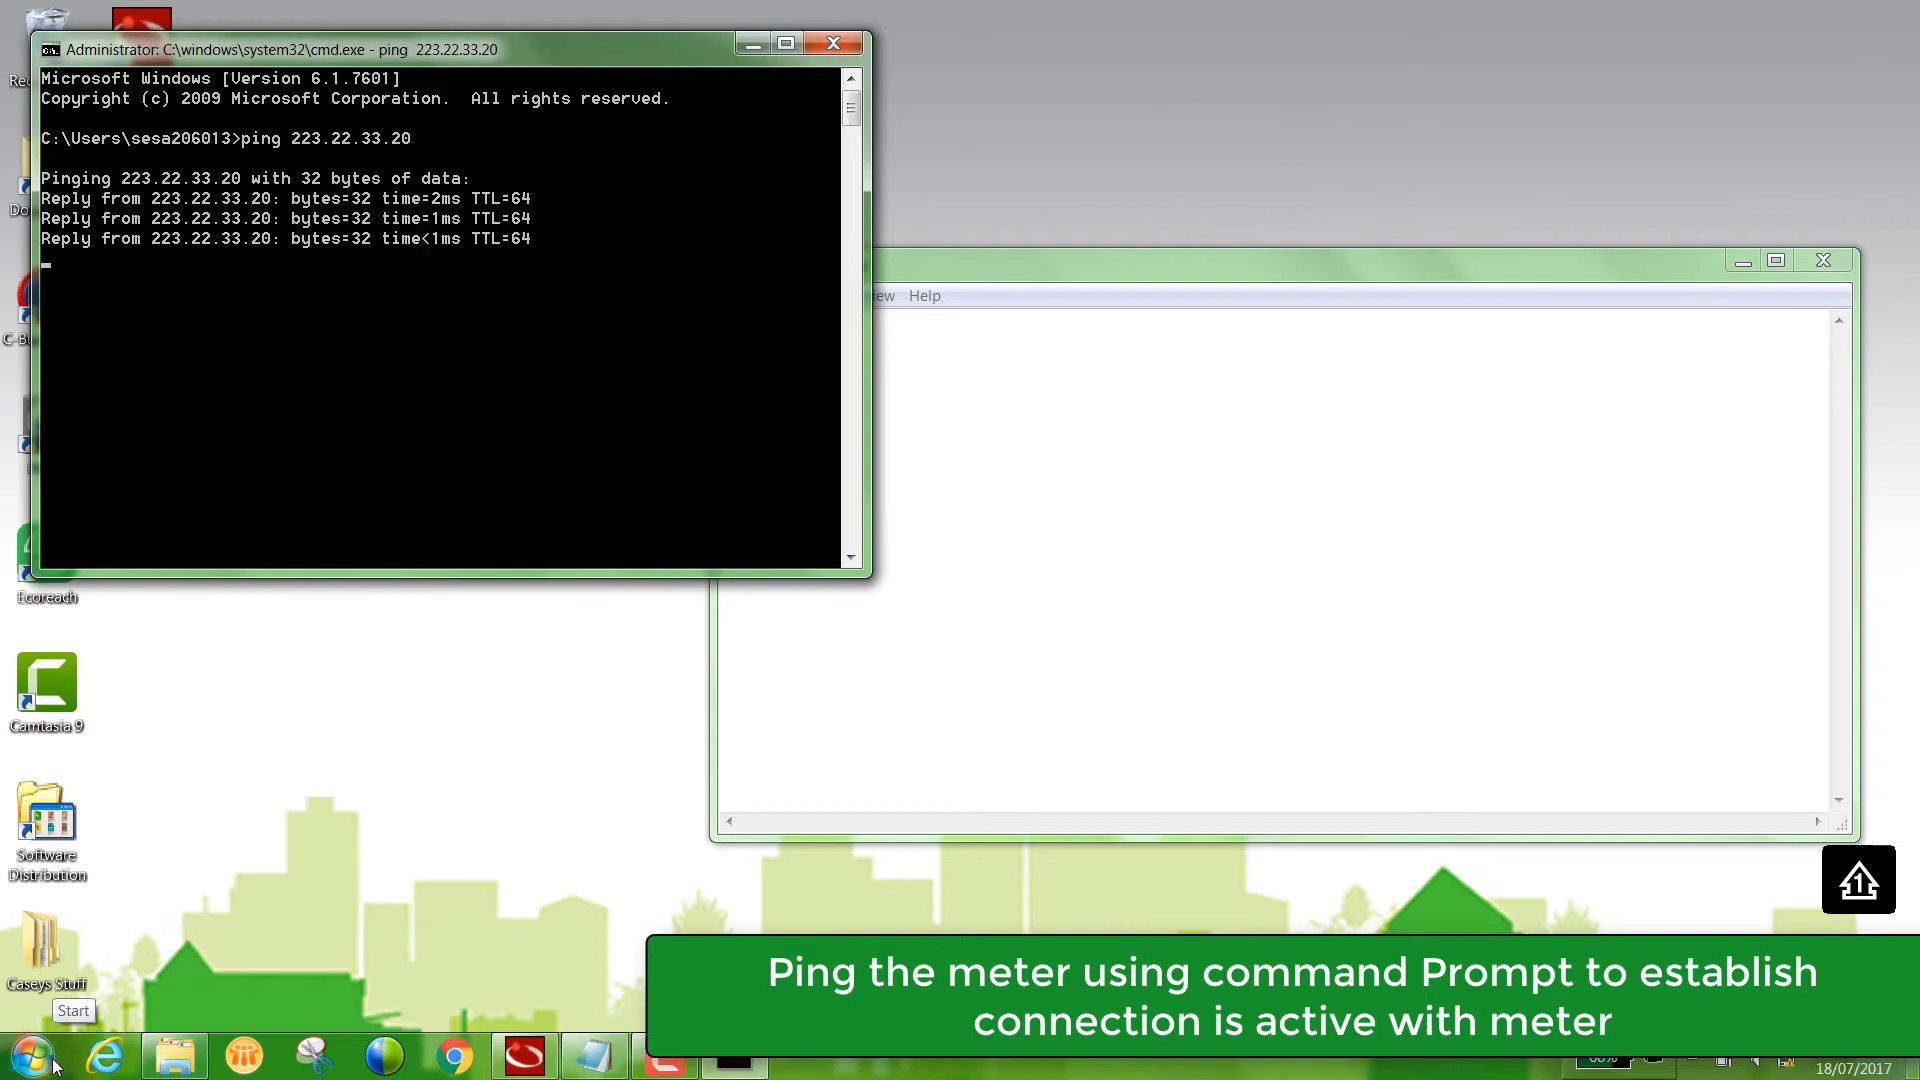 Administrator: C:\windows\system32\cmd.exe - ping 223.22.33.20
Microsoft Windows [Version 6.1.7601]
Copyright (c) 2009 Microsoft Corporation. All rights reserved.
C:\Users\sesa206013>ping 223.22.33.20
Pinging 223.22.33.20 with 32 bytes of data:
Reply from 223.22.33.20: bytes=32 time=2ms TTL=64
Reply from 223.22.33.20: bytes=32 time=1ms TTL=64
Reply from 223.22.33.20: bytes=32 time<1ms TTL=64
Help
Ecoreach
Camtasia 9
Software
Distribution
Caseys Stuff
Start
1
Ping the meter using command Prompt to establish
connection is active with meter
18/07/2017